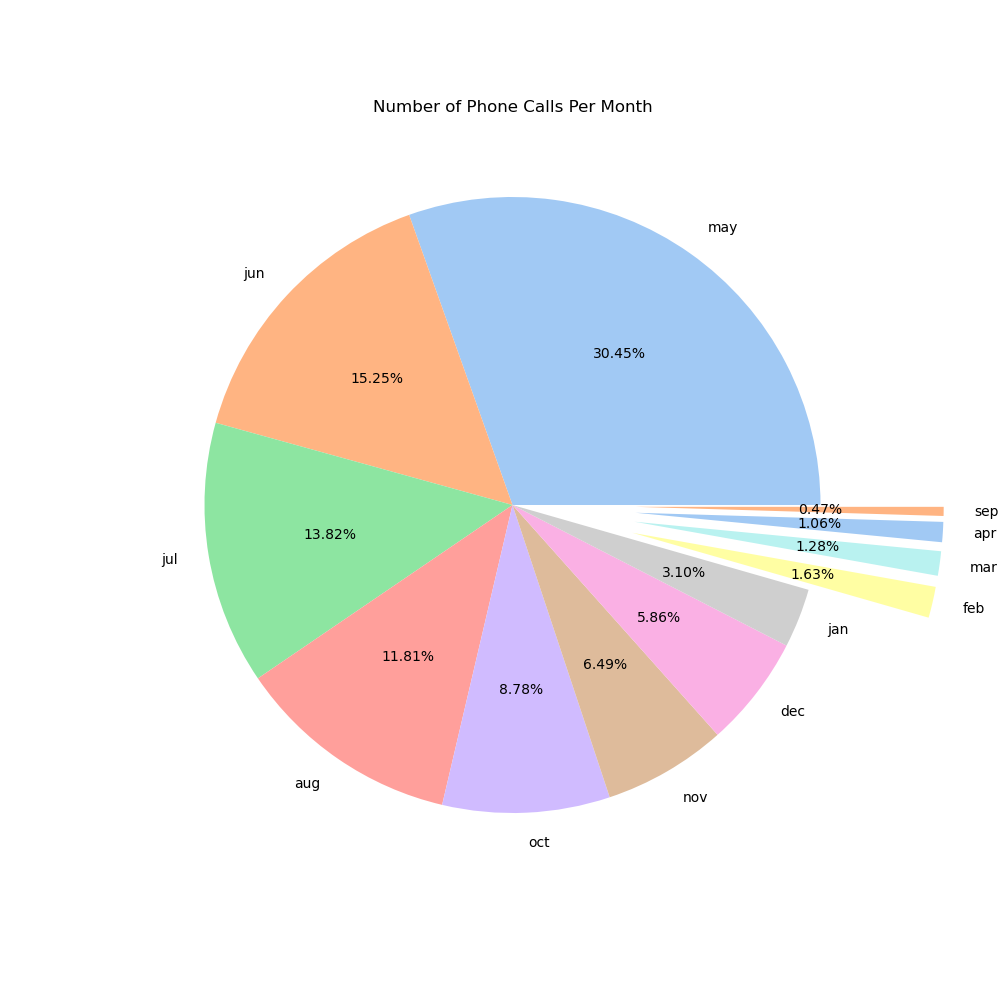 Number of Phone Calls Per Month
may
30.45%
jun
15.25%
jul
13.82%
aug
11.81%
oct
8.78%
nov
6.49%
dec
5.86%
jan
3.10%
feb
1.63%
mar
1.28%
apr
1.06%
sep
0.47%